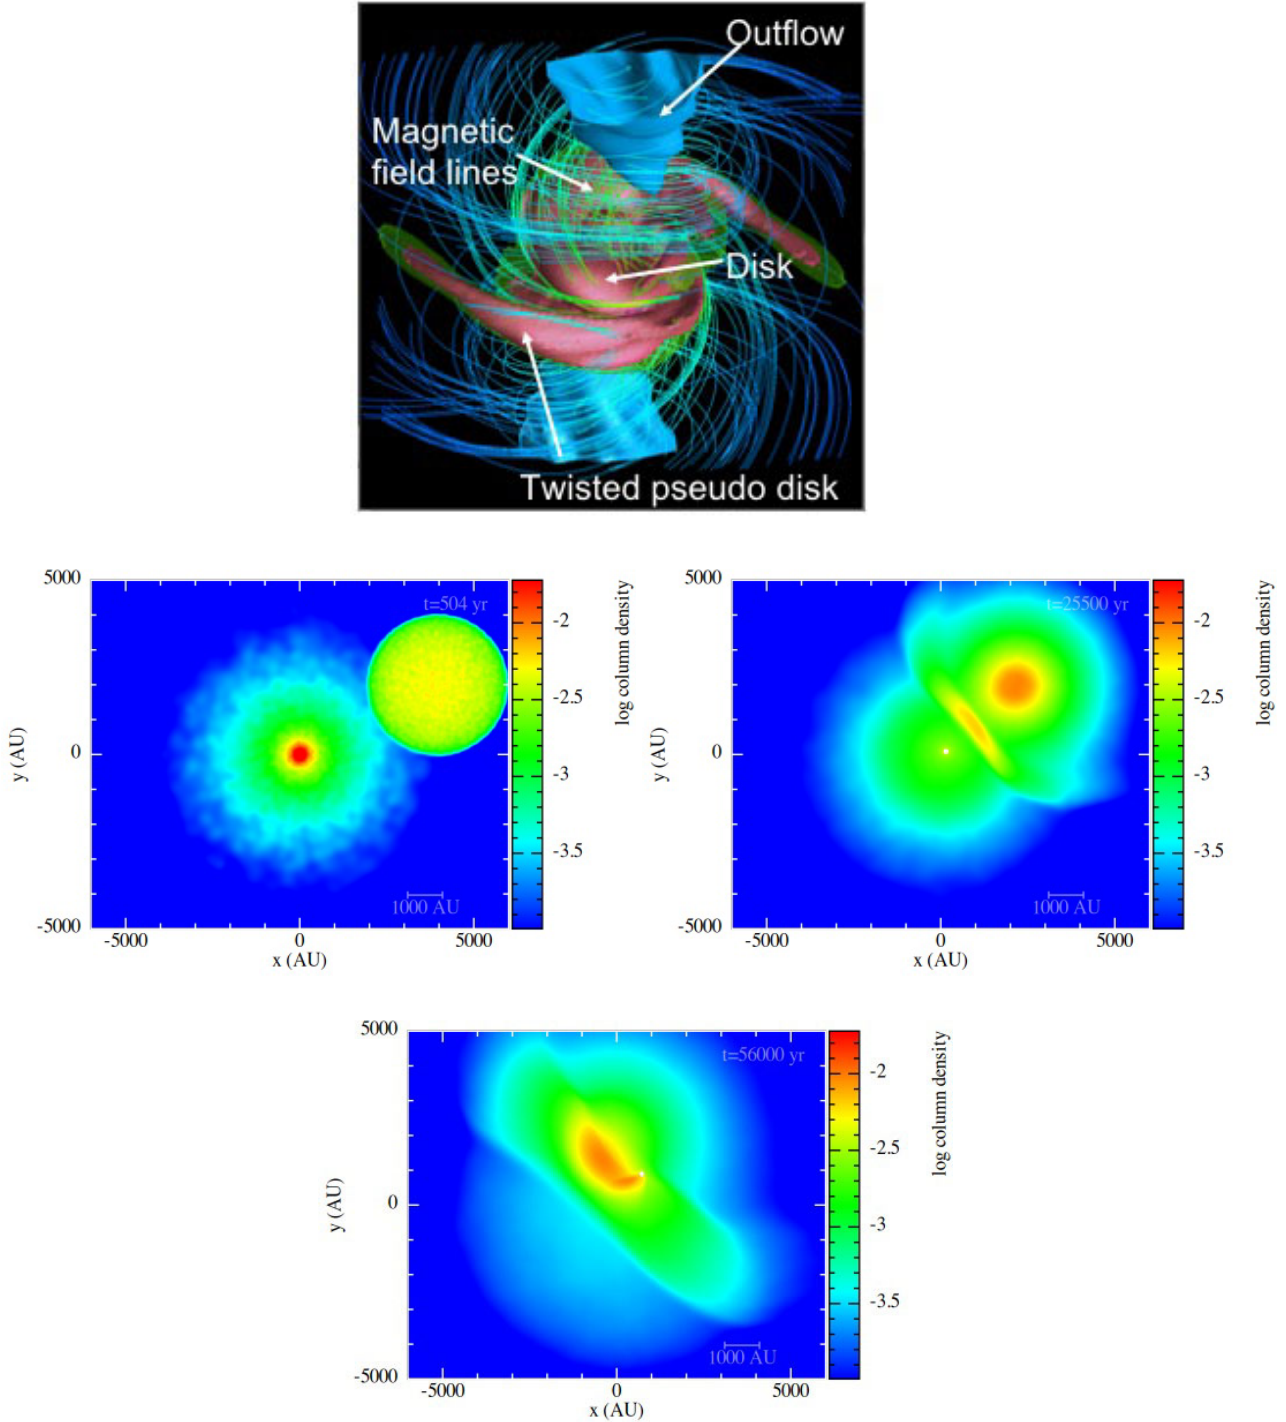 Outflow
Magnetic
field lines
Disk
Twisted pseudo disk
5000
0
-5000
y (AU)
t=504 yr
1000 AU
-5000
0
5000
x (AU)
-2
-2.5
-3
-3.5
log column density
5000
0
-5000
y (AU)
t=25500 yr
1000 AU
-5000
0
5000
x (AU)
-2
-2.5
-3
-3.5
log column density
5000
0
-5000
y (AU)
t=56000 yr
1000 AU
-5000
0
5000
x (AU)
-2
-2.5
-3
-3.5
log column density